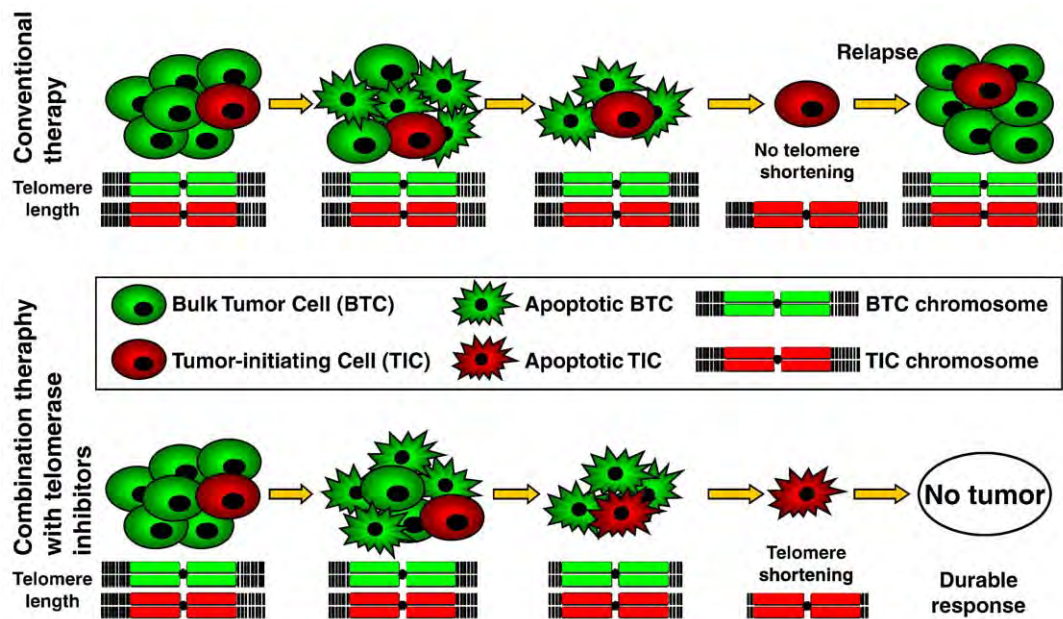 Conventional
therapy
Relapse
No telomere
shortening
Telomere
length
Bulk Tumor Cell (BTC)
Apoptotic BTC
BTC chromosome
Tumor-initiating Cell (TIC)
Apoptotic TIC
TIC chromosome
Combination theraphy
with telomerase
inhibitors
No tumor
Telomere
length
Telomere
shortening
Durable
response